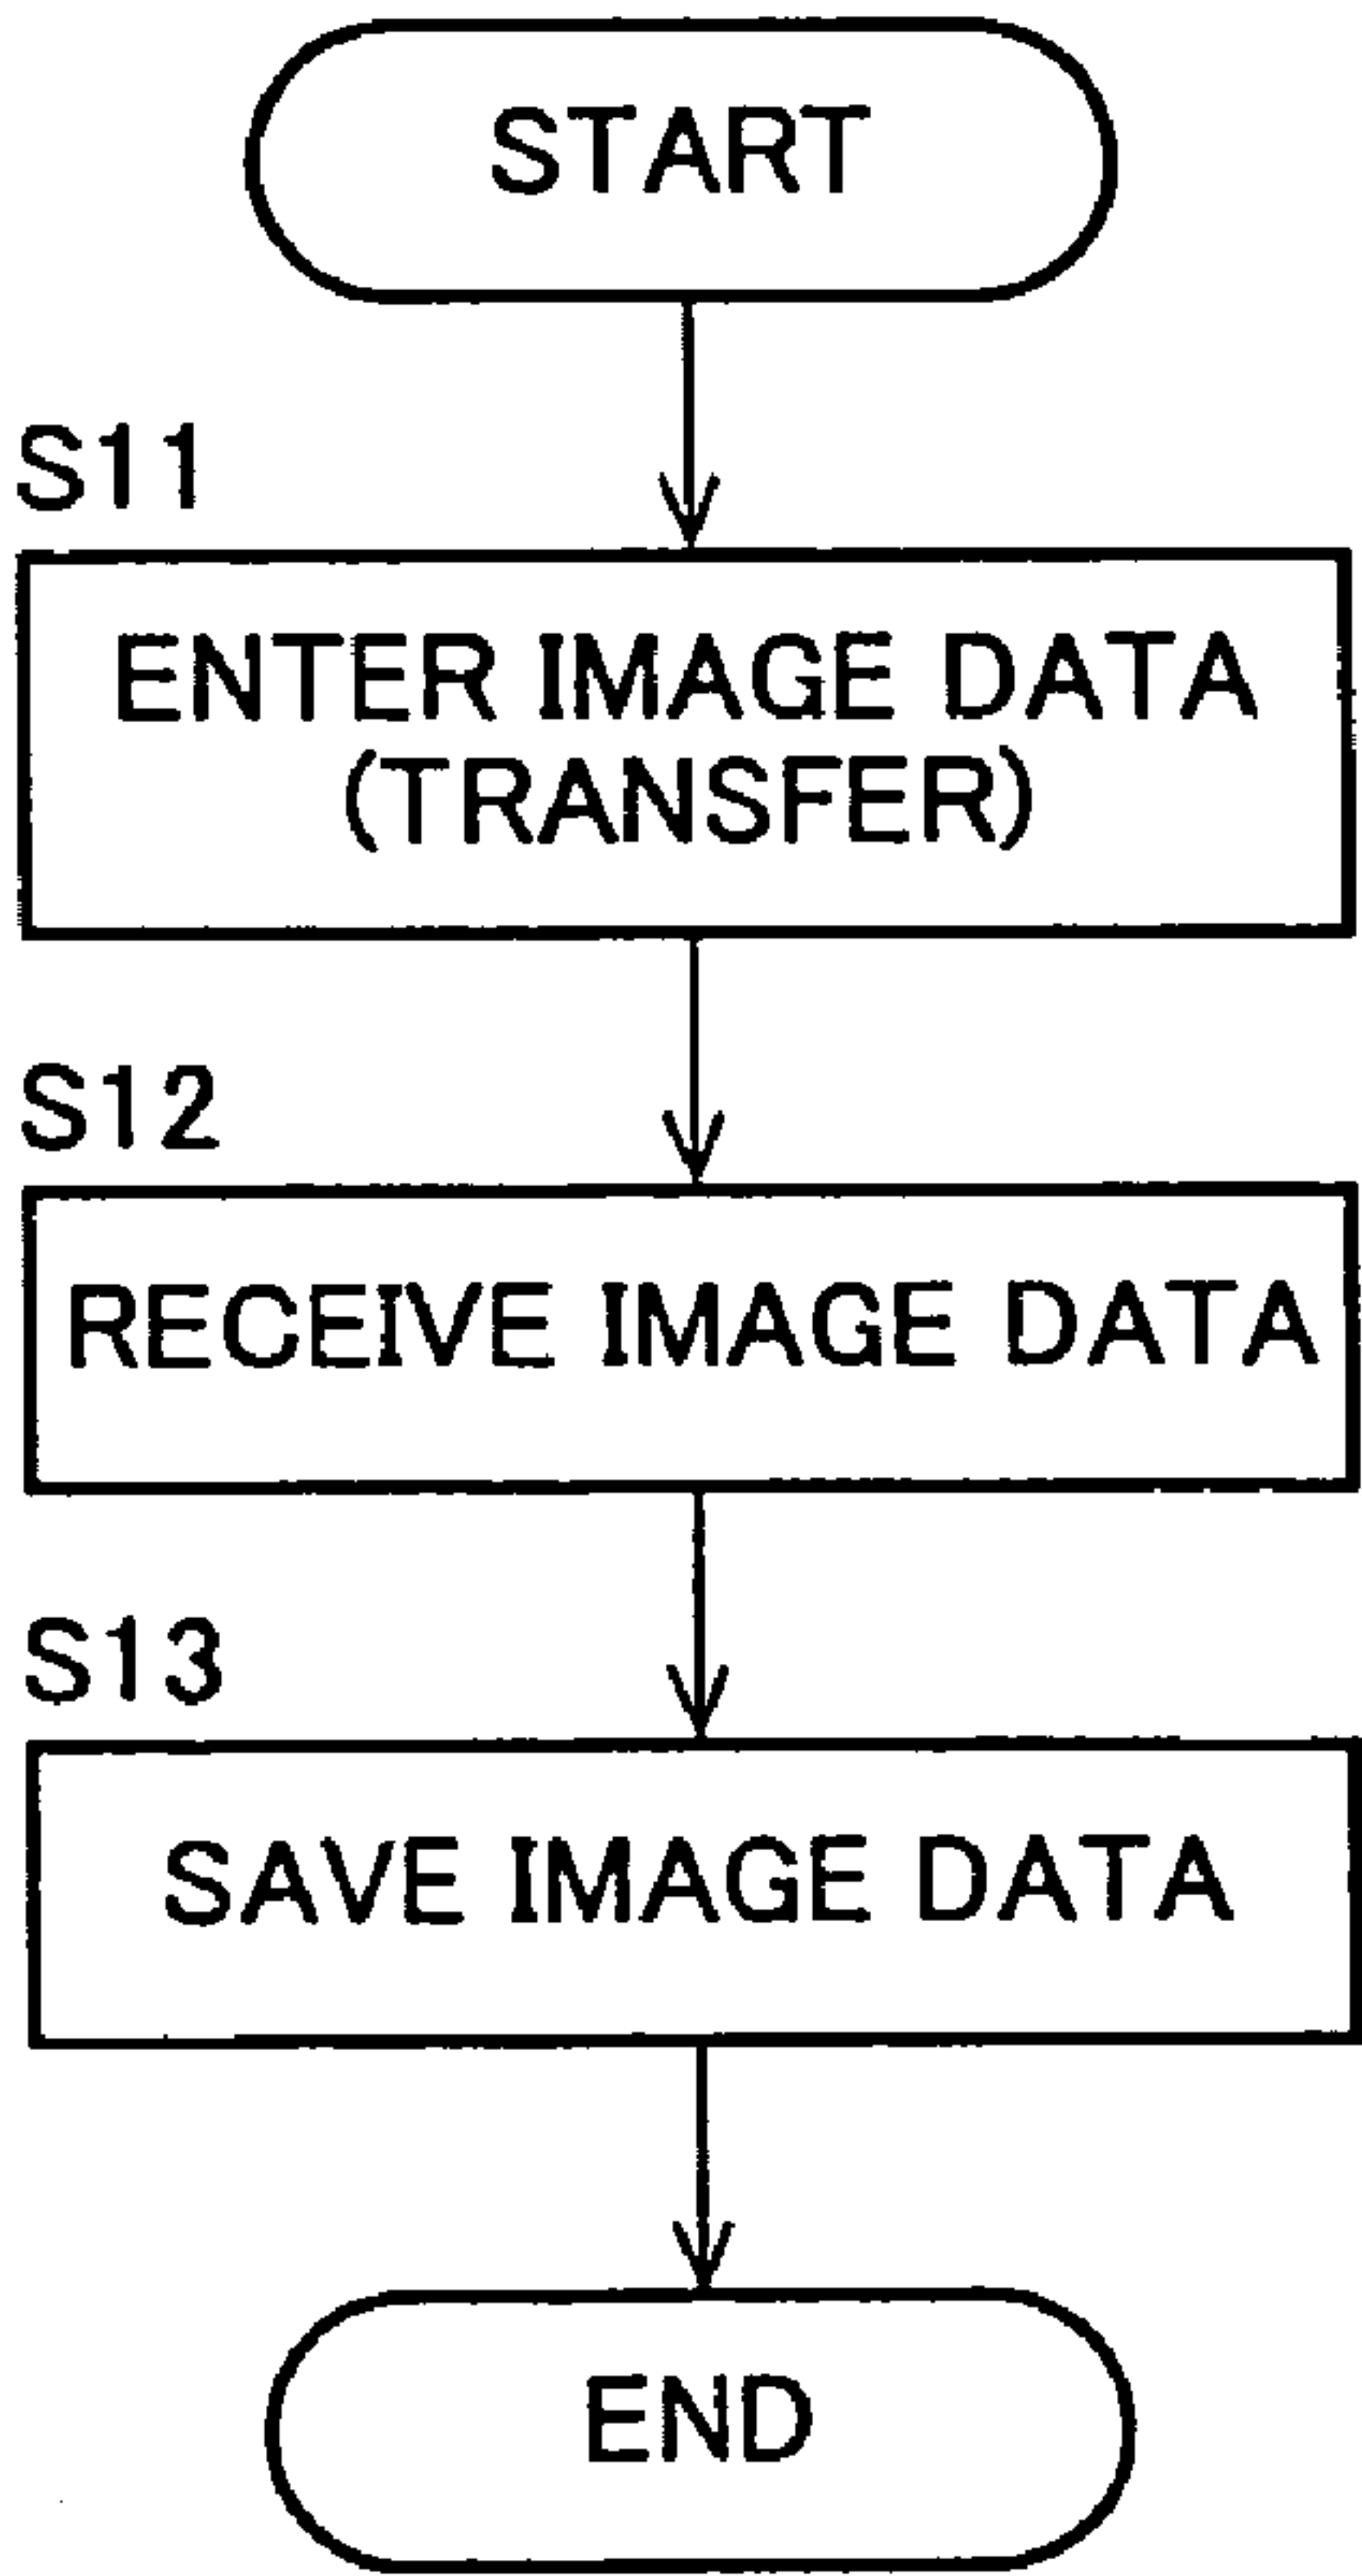 START
S11
ENTER IMAGE DATA
(TRANSFER)
S12
RECEIVE IMAGE DATA
S13
SAVE IMAGE DATA
END